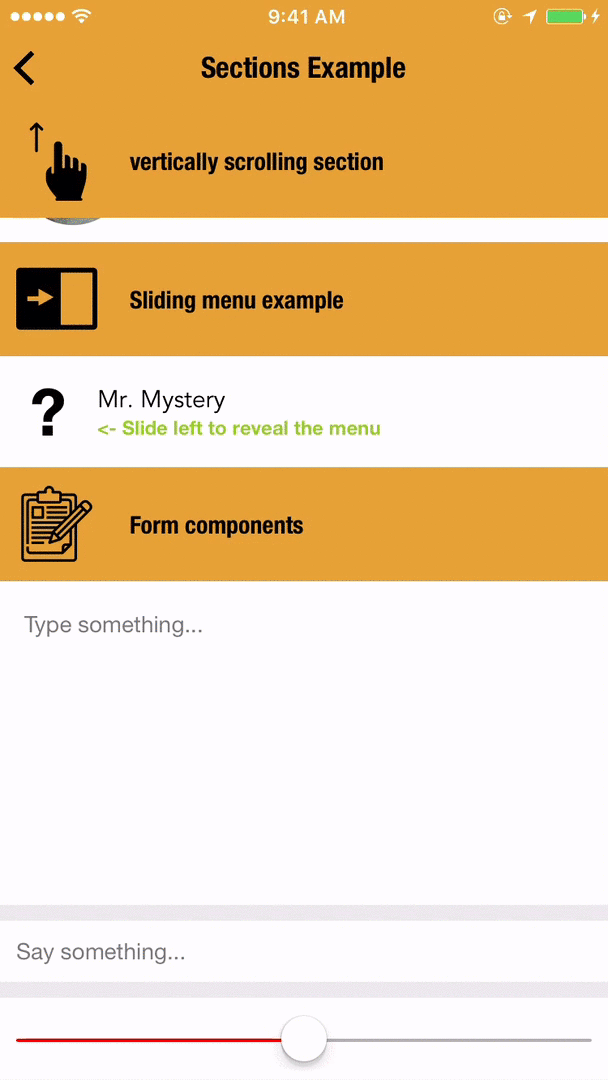 9:41 AM
Sections Example
vertically scrolling section
Sliding menu example
?
Mr. Mystery
<- Slide left to reveal the menu
Form components
Type something...
Say something...